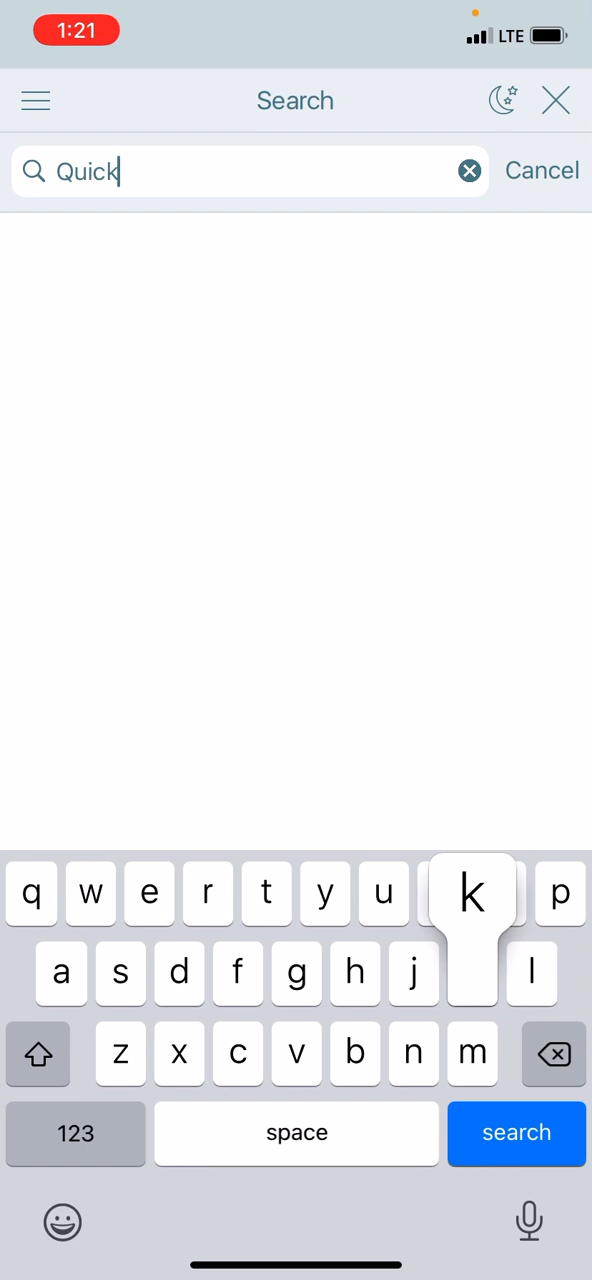 1:21 LTE
Search
Quick Cancel
q w e r t y u k p
a s d f g h j l
z x c v b n m
123 space search